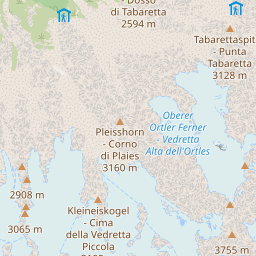 Dosso
di Tabaretta
2594 m
Tabarettaspit
- Punta
Tabaretta
3128 m
Oberer
Ortler Ferner -
Vedretta
Alta dell'Ortles
Pleisshorn
- Corno
di Plaies
3160 m
2908 m
3065 m
Kleineiskogel
- Cima
della Vedretta
Piccola
3755 m